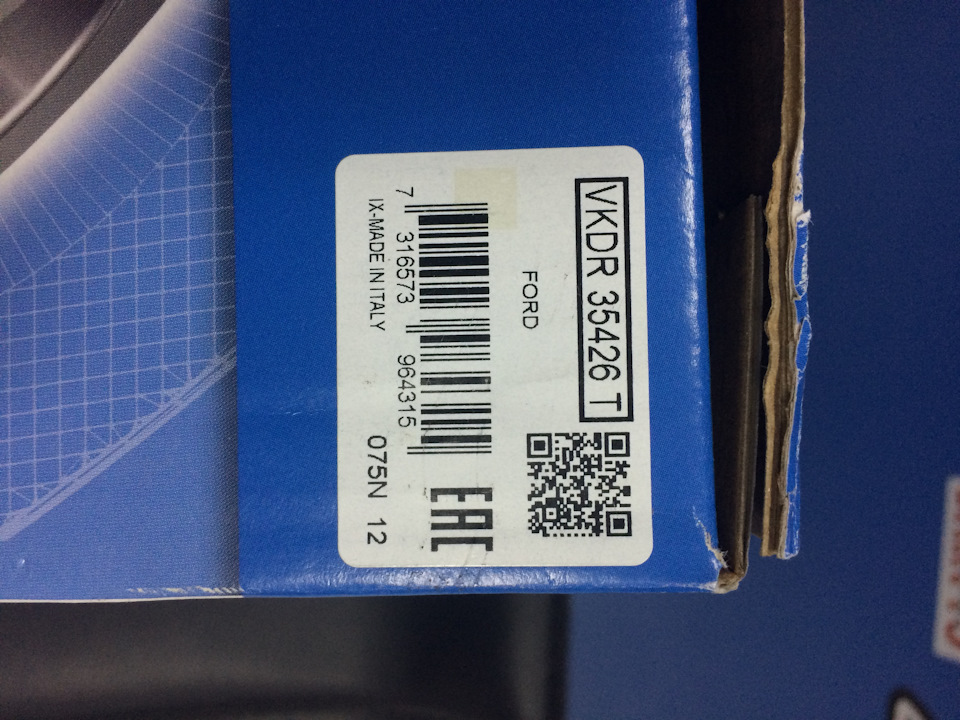 VKDR 35426 T
FORD
7 316573 964315
IX-MADE IN ITALY
EAC
075N 12